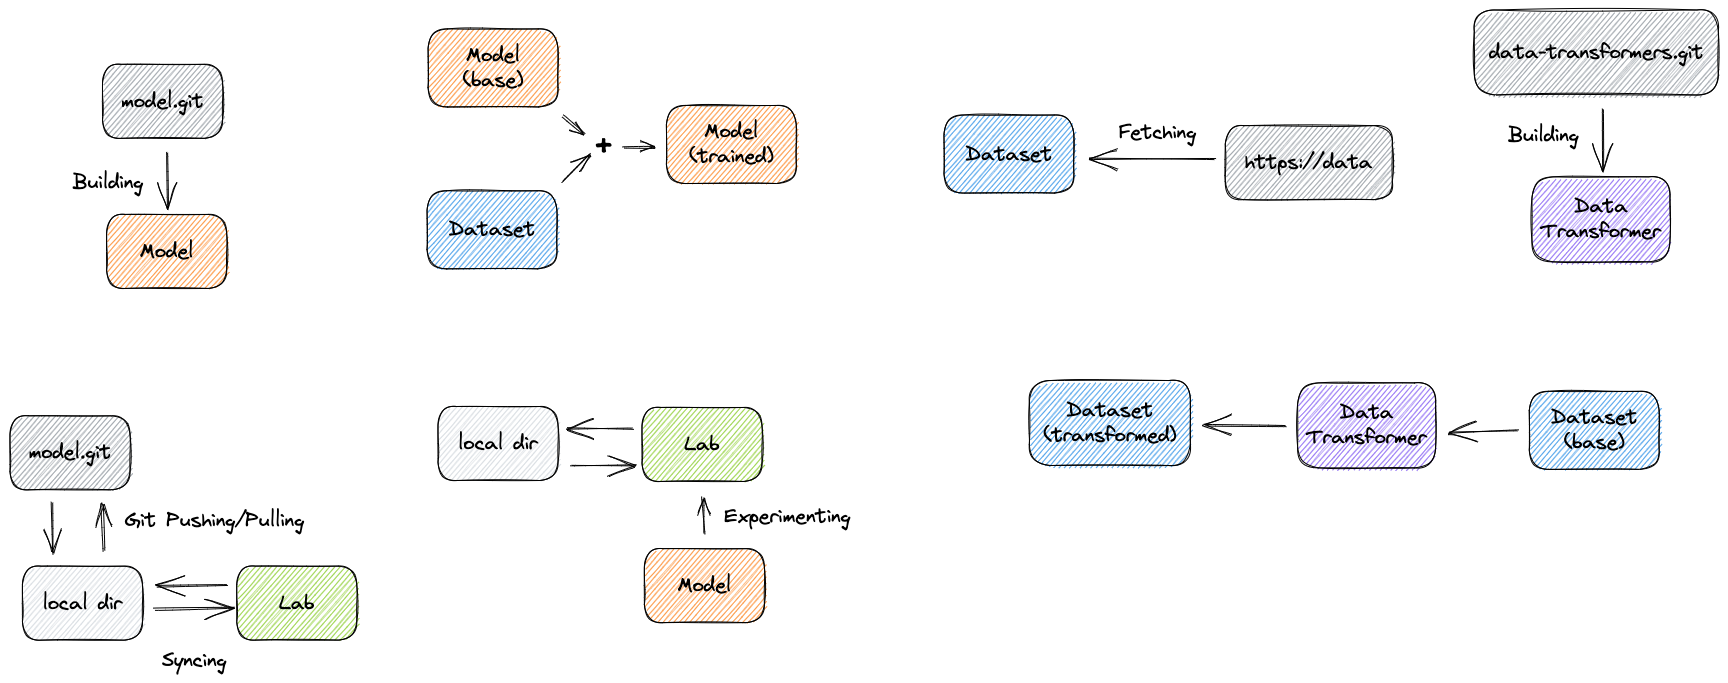 model.git
Building
Model
Model
(base)
Dataset
+
Model
(trained)
Dataset
Fetching
https://data
data-transformers.git
Building
Data
Transformer
model.git
Git Pushing/Pulling
local dir
Lab
Syncing
local dir
Lab
Experimenting
Model
Dataset
(transformed)
Data
Transformer
Dataset
(base)